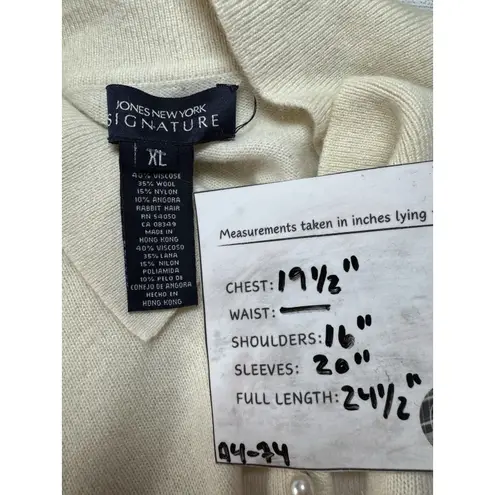 JONES NEW YORK
SIGNATURE
XL
40% VISCOSE
35% WOOL
15% NYLON
10% ANGORA
RABBIT HAIR
RN 54050
CA 08349
MADE IN
HONG KONG
40% VISCOSO
35% LANA
15% NILON
POLIAMIDA
10% PELO DE
CONEJO DE ANGORA
HECHO EN
HONG KONG
Measurements taken in inches lying
CHEST: 19 1/2"
WAIST: —
SHOULDERS: 16"
SLEEVES: 20"
FULL LENGTH: 24 1/2"
A4-74